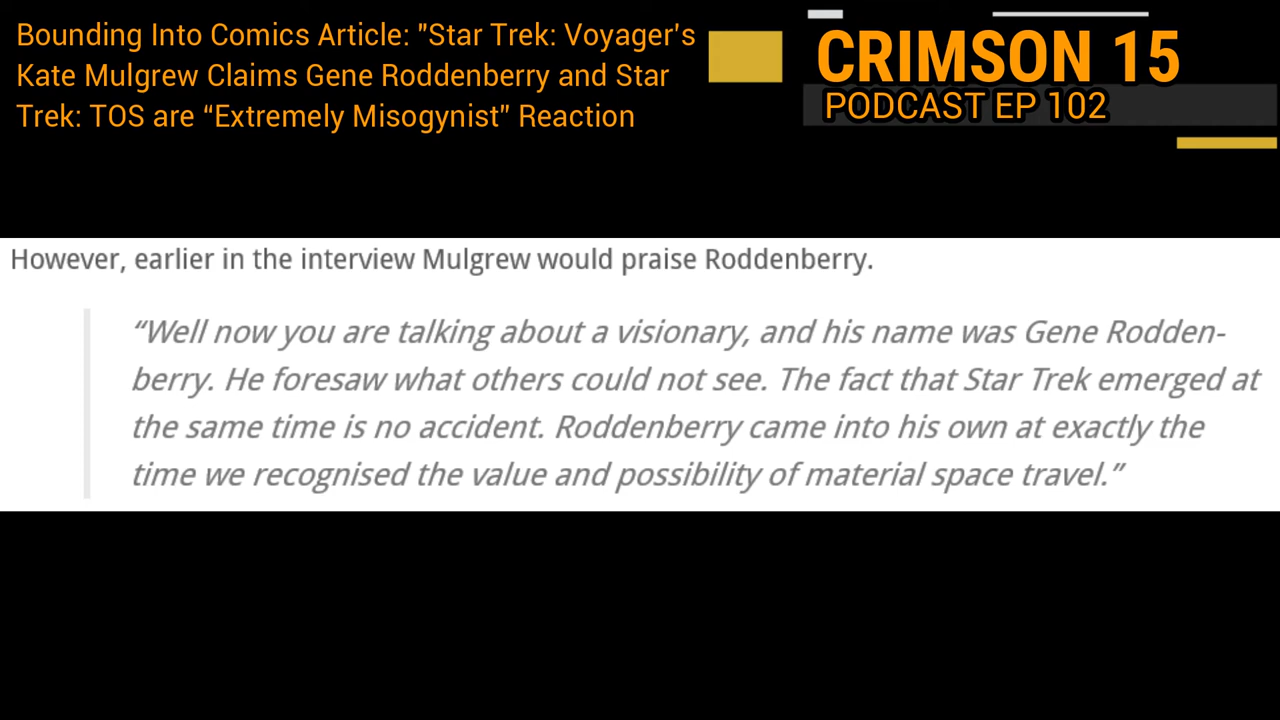 Bounding Into Comics Article: "Star Trek: Voyager's
Kate Mulgrew Claims Gene Roddenberry and Star
Trek: TOS are “Extremely Misogynist” Reaction
CRIMSON 15
PODCAST EP 102
However, earlier in the interview Mulgrew would praise Roddenberry.
“Well now you are talking about a visionary, and his name was Gene Rodden-
berry. He foresaw what others could not see. The fact that Star Trek emerged at
the same time is no accident. Roddenberry came into his own at exactly the
time we recognised the value and possibility of material space travel.”